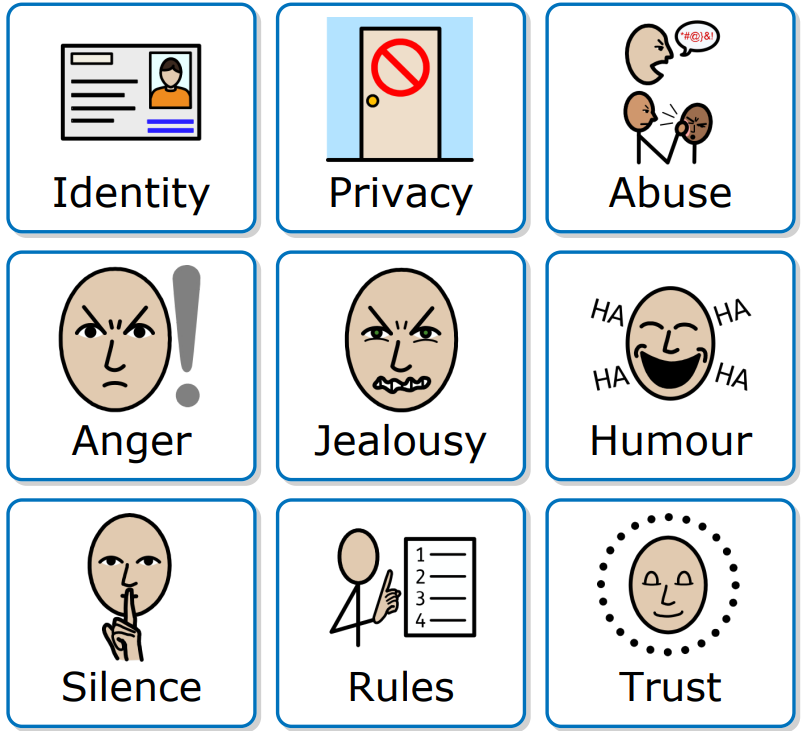 Identity
Privacy
*#@}&!
Abuse
Anger
!
Jealousy
HA HA
HA HA
Humour
Silence
1
2
3
4
Rules
Trust